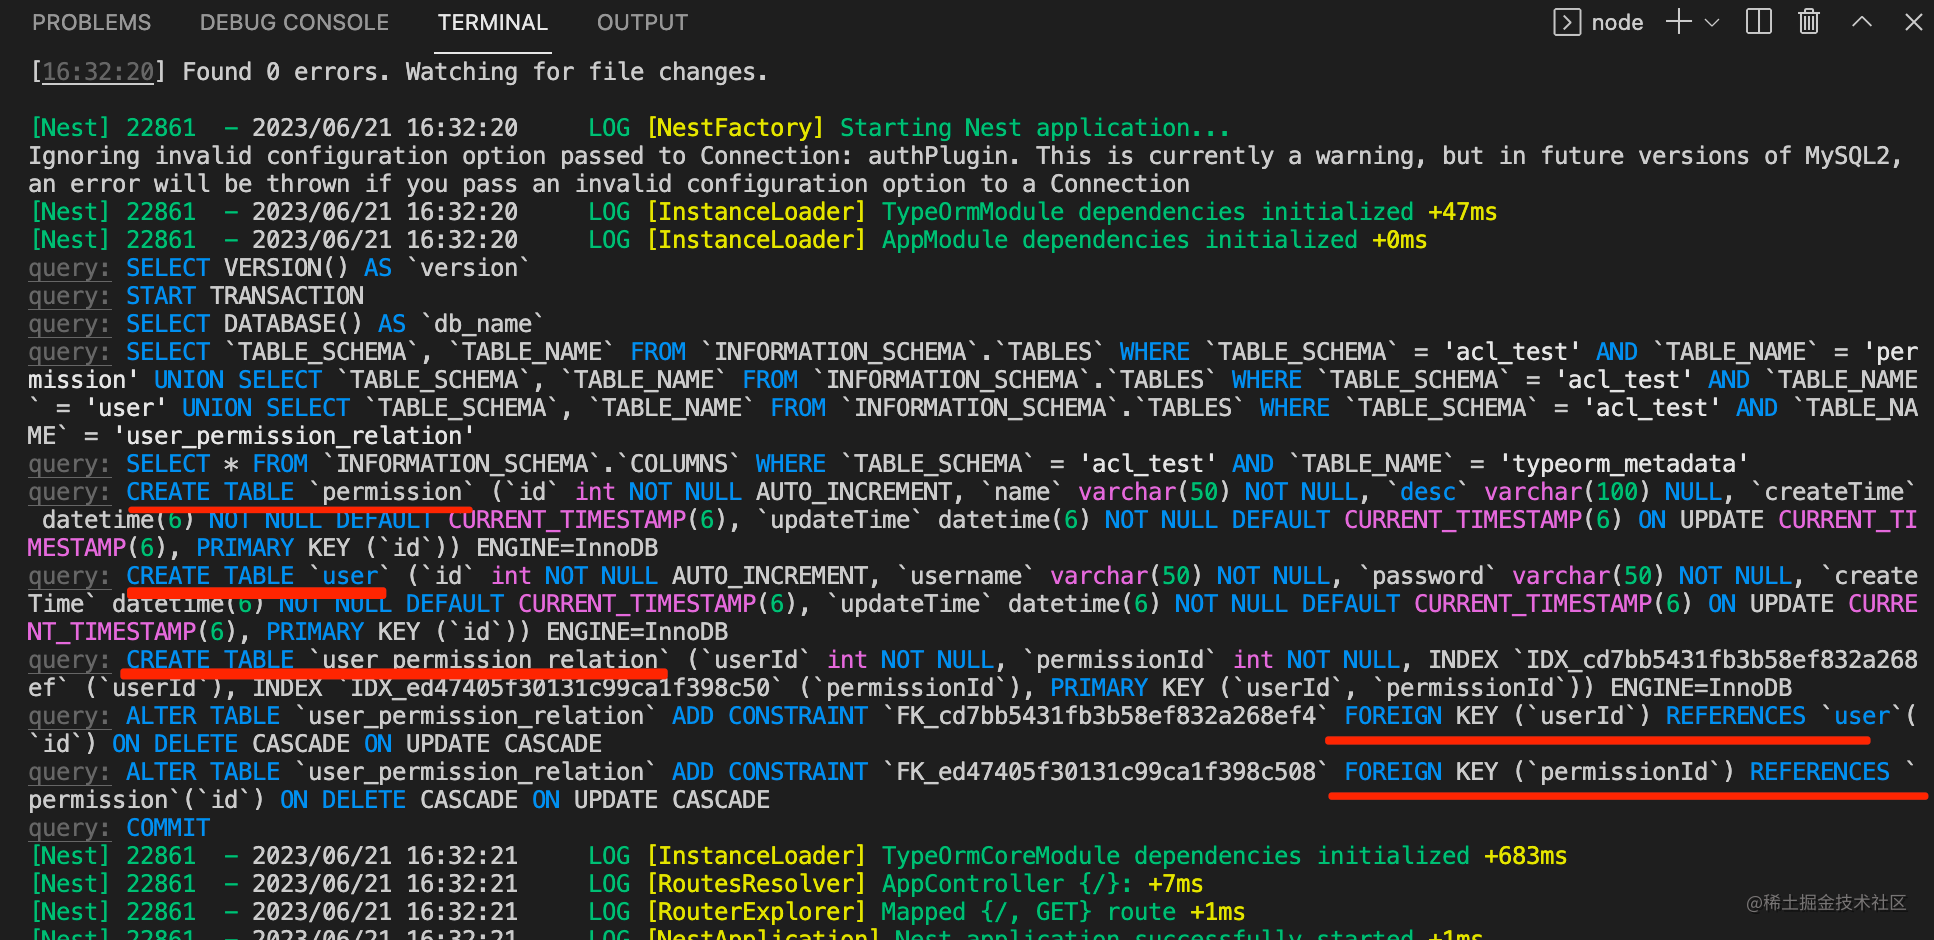 PROBLEMS DEBUG CONSOLE TERMINAL OUTPUT node
[16:32:20] Found 0 errors. Watching for file changes.
[Nest] 22861  - 2023/06/21 16:32:20     LOG [NestFactory] Starting Nest application...
Ignoring invalid configuration option passed to Connection: authPlugin. This is currently a warning, but in future versions of MySQL2,
an error will be thrown if you pass an invalid configuration option to a Connection
[Nest] 22861  - 2023/06/21 16:32:20     LOG [InstanceLoader] TypeOrmModule dependencies initialized +47ms
[Nest] 22861  - 2023/06/21 16:32:20     LOG [InstanceLoader] AppModule dependencies initialized +0ms
query: SELECT VERSION() AS `version`
query: START TRANSACTION
query: SELECT DATABASE() AS `db_name`
query: SELECT `TABLE_SCHEMA`, `TABLE_NAME` FROM `INFORMATION_SCHEMA`.`TABLES` WHERE `TABLE_SCHEMA` = 'acl_test' AND `TABLE_NAME` = 'per
mission' UNION SELECT `TABLE_SCHEMA`, `TABLE_NAME` FROM `INFORMATION_SCHEMA`.`TABLES` WHERE `TABLE_SCHEMA` = 'acl_test' AND `TABLE_NAME
` = 'user' UNION SELECT `TABLE_SCHEMA`, `TABLE_NAME` FROM `INFORMATION_SCHEMA`.`TABLES` WHERE `TABLE_SCHEMA` = 'acl_test' AND `TABLE_NA
ME` = 'user_permission_relation'
query: SELECT * FROM `INFORMATION_SCHEMA`.`COLUMNS` WHERE `TABLE_SCHEMA` = 'acl_test' AND `TABLE_NAME` = 'typeorm_metadata'
query: CREATE TABLE `permission` (`id` int NOT NULL AUTO_INCREMENT, `name` varchar(50) NOT NULL, `desc` varchar(100) NULL, `createTime`
 datetime(6) NOT NULL DEFAULT CURRENT_TIMESTAMP(6), `updateTime` datetime(6) NOT NULL DEFAULT CURRENT_TIMESTAMP(6) ON UPDATE CURRENT_TI
MESTAMP(6), PRIMARY KEY (`id`)) ENGINE=InnoDB
query: CREATE TABLE `user` (`id` int NOT NULL AUTO_INCREMENT, `username` varchar(50) NOT NULL, `password` varchar(50) NOT NULL, `create
Time` datetime(6) NOT NULL DEFAULT CURRENT_TIMESTAMP(6), `updateTime` datetime(6) NOT NULL DEFAULT CURRENT_TIMESTAMP(6) ON UPDATE CURRE
NT_TIMESTAMP(6), PRIMARY KEY (`id`)) ENGINE=InnoDB
query: CREATE TABLE `user_permission_relation` (`userId` int NOT NULL, `permissionId` int NOT NULL, INDEX `IDX_cd7bb5431fb3b58ef832a268
ef` (`userId`), INDEX `IDX_ed47405f30131c99ca1f398c50` (`permissionId`), PRIMARY KEY (`userId`, `permissionId`)) ENGINE=InnoDB
query: ALTER TABLE `user_permission_relation` ADD CONSTRAINT `FK_cd7bb5431fb3b58ef832a268ef4` FOREIGN KEY (`userId`) REFERENCES `user`(
`id`) ON DELETE CASCADE ON UPDATE CASCADE
query: ALTER TABLE `user_permission_relation` ADD CONSTRAINT `FK_ed47405f30131c99ca1f398c508` FOREIGN KEY (`permissionId`) REFERENCES `
permission`(`id`) ON DELETE CASCADE ON UPDATE CASCADE
query: COMMIT
[Nest] 22861  - 2023/06/21 16:32:21     LOG [InstanceLoader] TypeOrmCoreModule dependencies initialized +683ms
[Nest] 22861  - 2023/06/21 16:32:21     LOG [RoutesResolver] AppController {/}: +7ms
[Nest] 22861  - 2023/06/21 16:32:21     LOG [RouterExplorer] Mapped {/, GET} route +1ms
@稀土掘金技术社区
[Nest] 22861  - 2023/06/21 16:32:21     LOG [NestApplication] Nest application successfully started +1ms